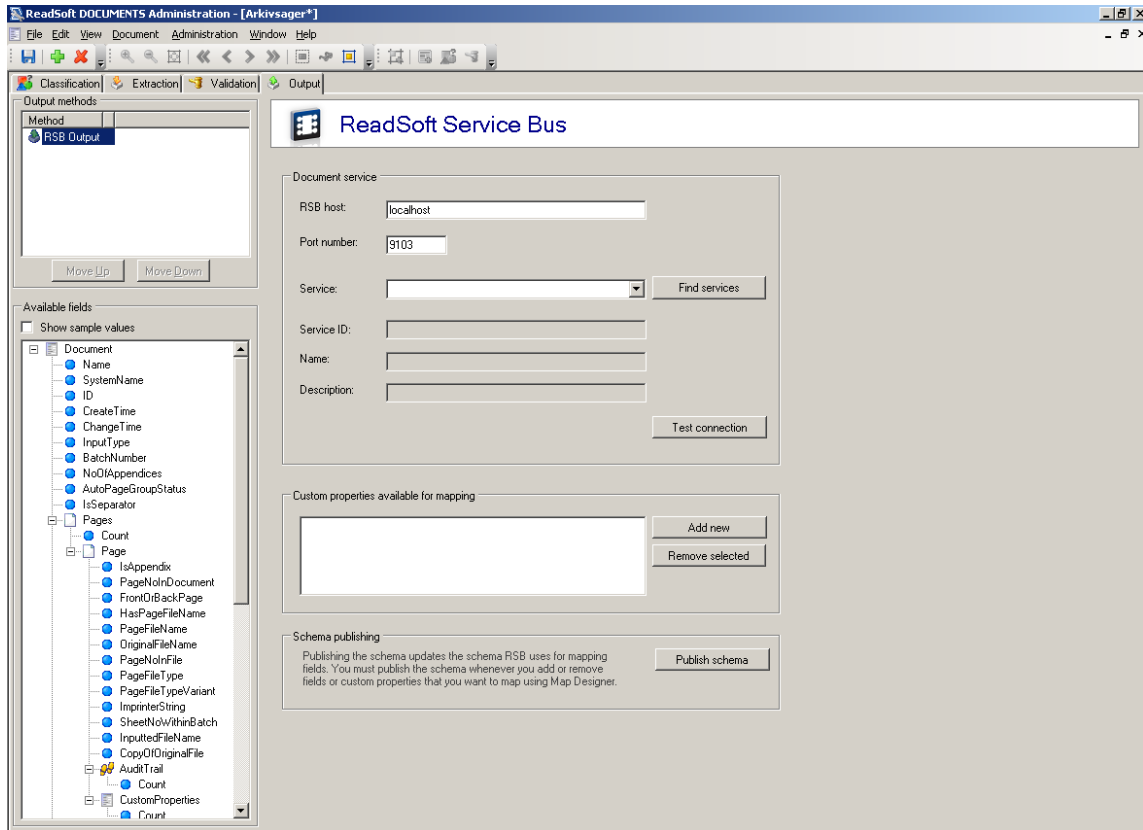 ReadSoft DOCUMENTS Administration - [Arkivsager*]
File Edit View Document Administration Window Help
Classification Extraction Validation Output
Output methods
Method
RSB Output
Move Up Move Down
Available fields
Show sample values
Document
Name
SystemName
ID
CreateTime
ChangeTime
InputType
BatchNumber
NoOfAppendices
AutoPageGroupStatus
IsSeparator
Pages
Count
Page
IsAppendix
PageNoInDocument
FrontOrBackPage
HasPageFileName
PageFileName
OriginalFileName
PageNoInFile
PageFileType
PageFileTypeVariant
ImprinterString
SheetNoWithinBatch
InputtedFileName
CopyOfOriginalFile
AuditTrail
Count
CustomProperties
Count
ReadSoft Service Bus
Document service
RSB host: localhost
Port number: 9103
Service: Find services
Service ID:
Name:
Description:
Test connection
Custom properties available for mapping
Add new
Remove selected
Schema publishing
Publishing the schema updates the schema RSB uses for mapping
fields. You must publish the schema whenever you add or remove
fields or custom properties that you want to map using Map Designer.
Publish schema